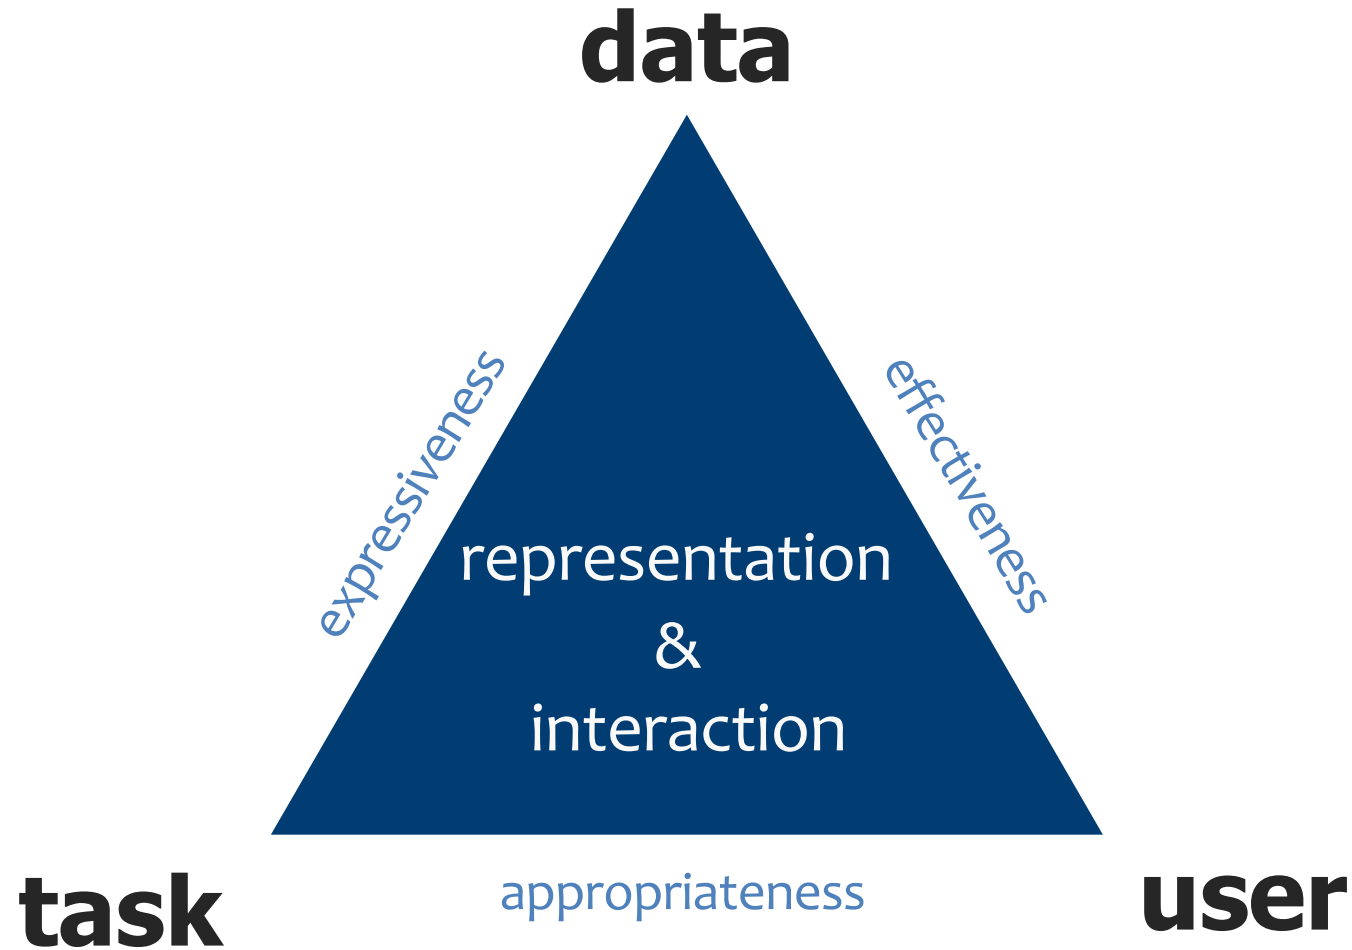 data
expressiveness
effectiveness
representation
&
interaction
task
appropriateness
user